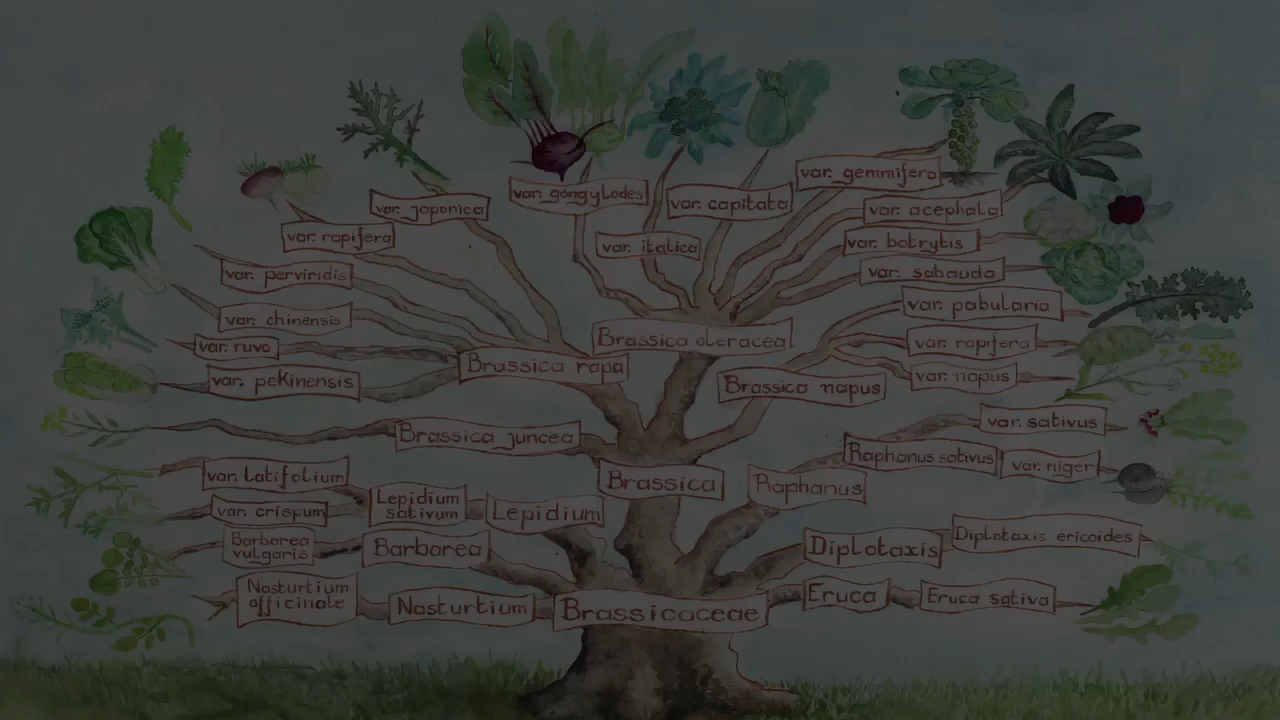 var. gemmifera
var. gongylodes
var. capitata
var. japonica
var. acephala
var. rapifera
var. italica
var. botrytis
var. perviridis
var. sabauda
var. pabularia
var. chinensis
Brassica oleracea
var. rapifera
var. ruvo
Brassica rapa
var. pekinensis
Brassica napus
var. napus
var. sativus
Brassica juncea
Raphanus sativus
var. niger
var. latifolium
Brassica
Raphanus
var. crispum
Lepidium
sativum
Lepidium
Barbarea
vulgaris
Barbarea
Diplotaxis
Diplotaxis ericoides
Nasturtium
officinale
Nasturtium
Brassicaceae
Eruca
Eruca sativa